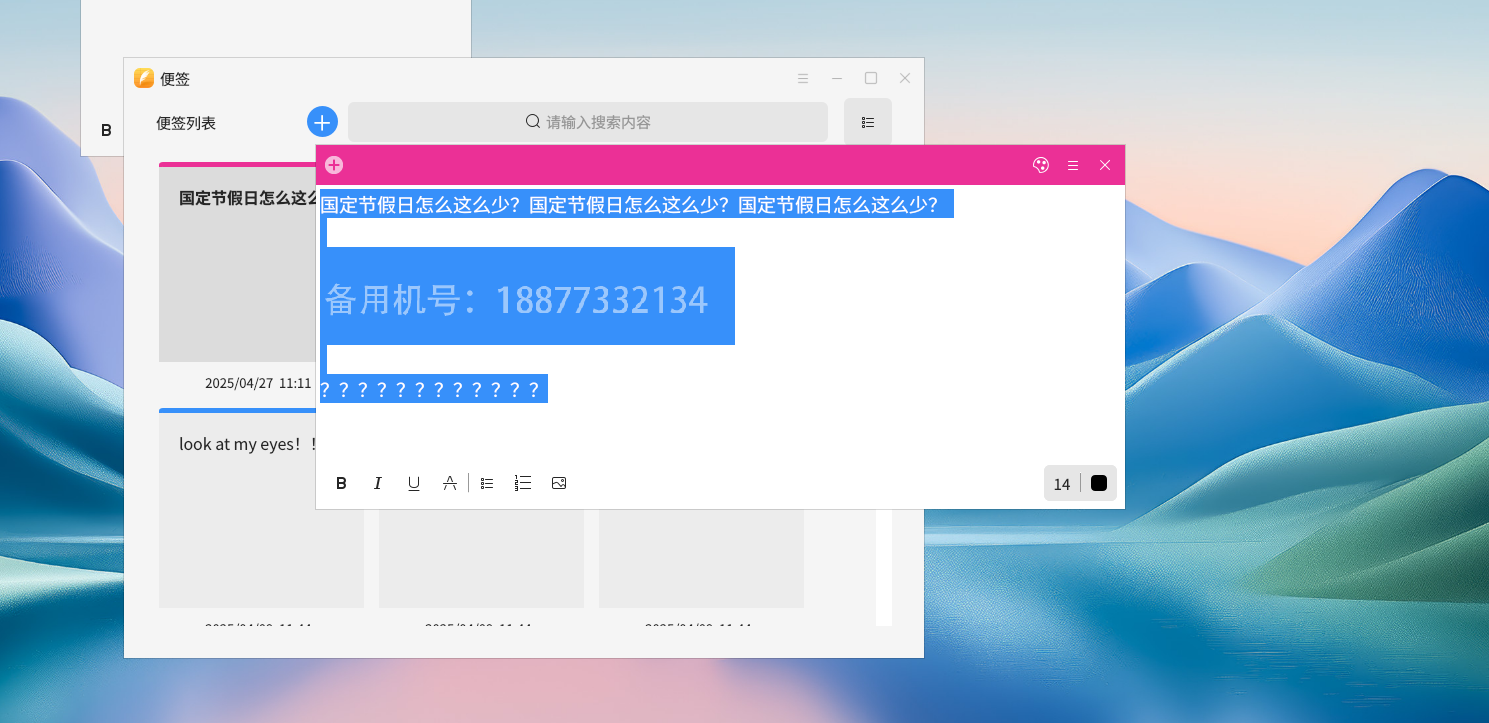 便签
便签列表
请输入搜索内容
B
国定节假日怎么这么
国定节假日怎么这么少？国定节假日怎么这么少？国定节假日怎么这么少？
备用机号：18877332134
？？？？？？？？？？？？
2025/04/27 11:11
look at my eyes！！
B I U A
14